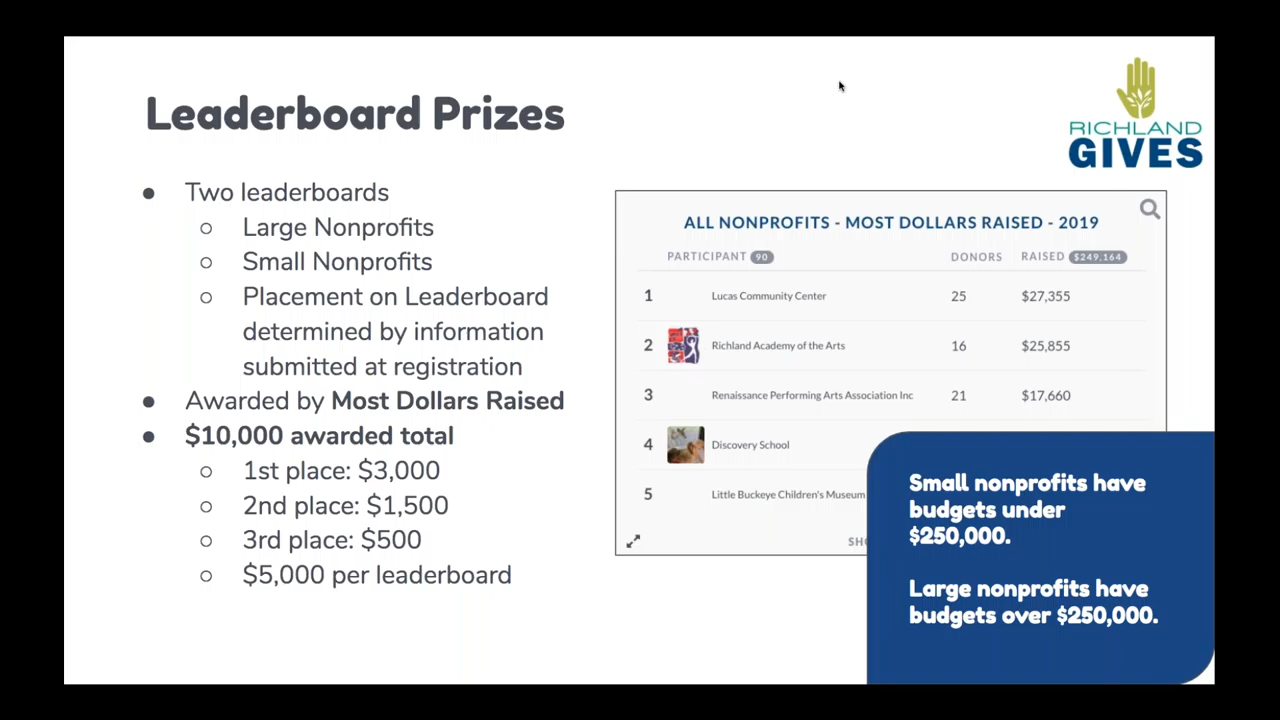 Leaderboard Prizes
RICHLAND
GIVES
● Two leaderboards
○ Large Nonprofits
○ Small Nonprofits
○ Placement on Leaderboard
determined by information
submitted at registration
● Awarded by Most Dollars Raised
● $10,000 awarded total
○ 1st place: $3,000
○ 2nd place: $1,500
○ 3rd place: $500
○ $5,000 per leaderboard
ALL NONPROFITS - MOST DOLLARS RAISED - 2019
PARTICIPANT 90 DONORS RAISED $249,164
1 Lucas Community Center 25 $27,355
2 Richland Academy of the Arts 16 $25,855
3 Renaissance Performing Arts Association Inc 21 $17,660
4 Discovery School
5 Little Buckeye Children's Museum
Small nonprofits have
budgets under
$250,000.
Large nonprofits have
budgets over $250,000.